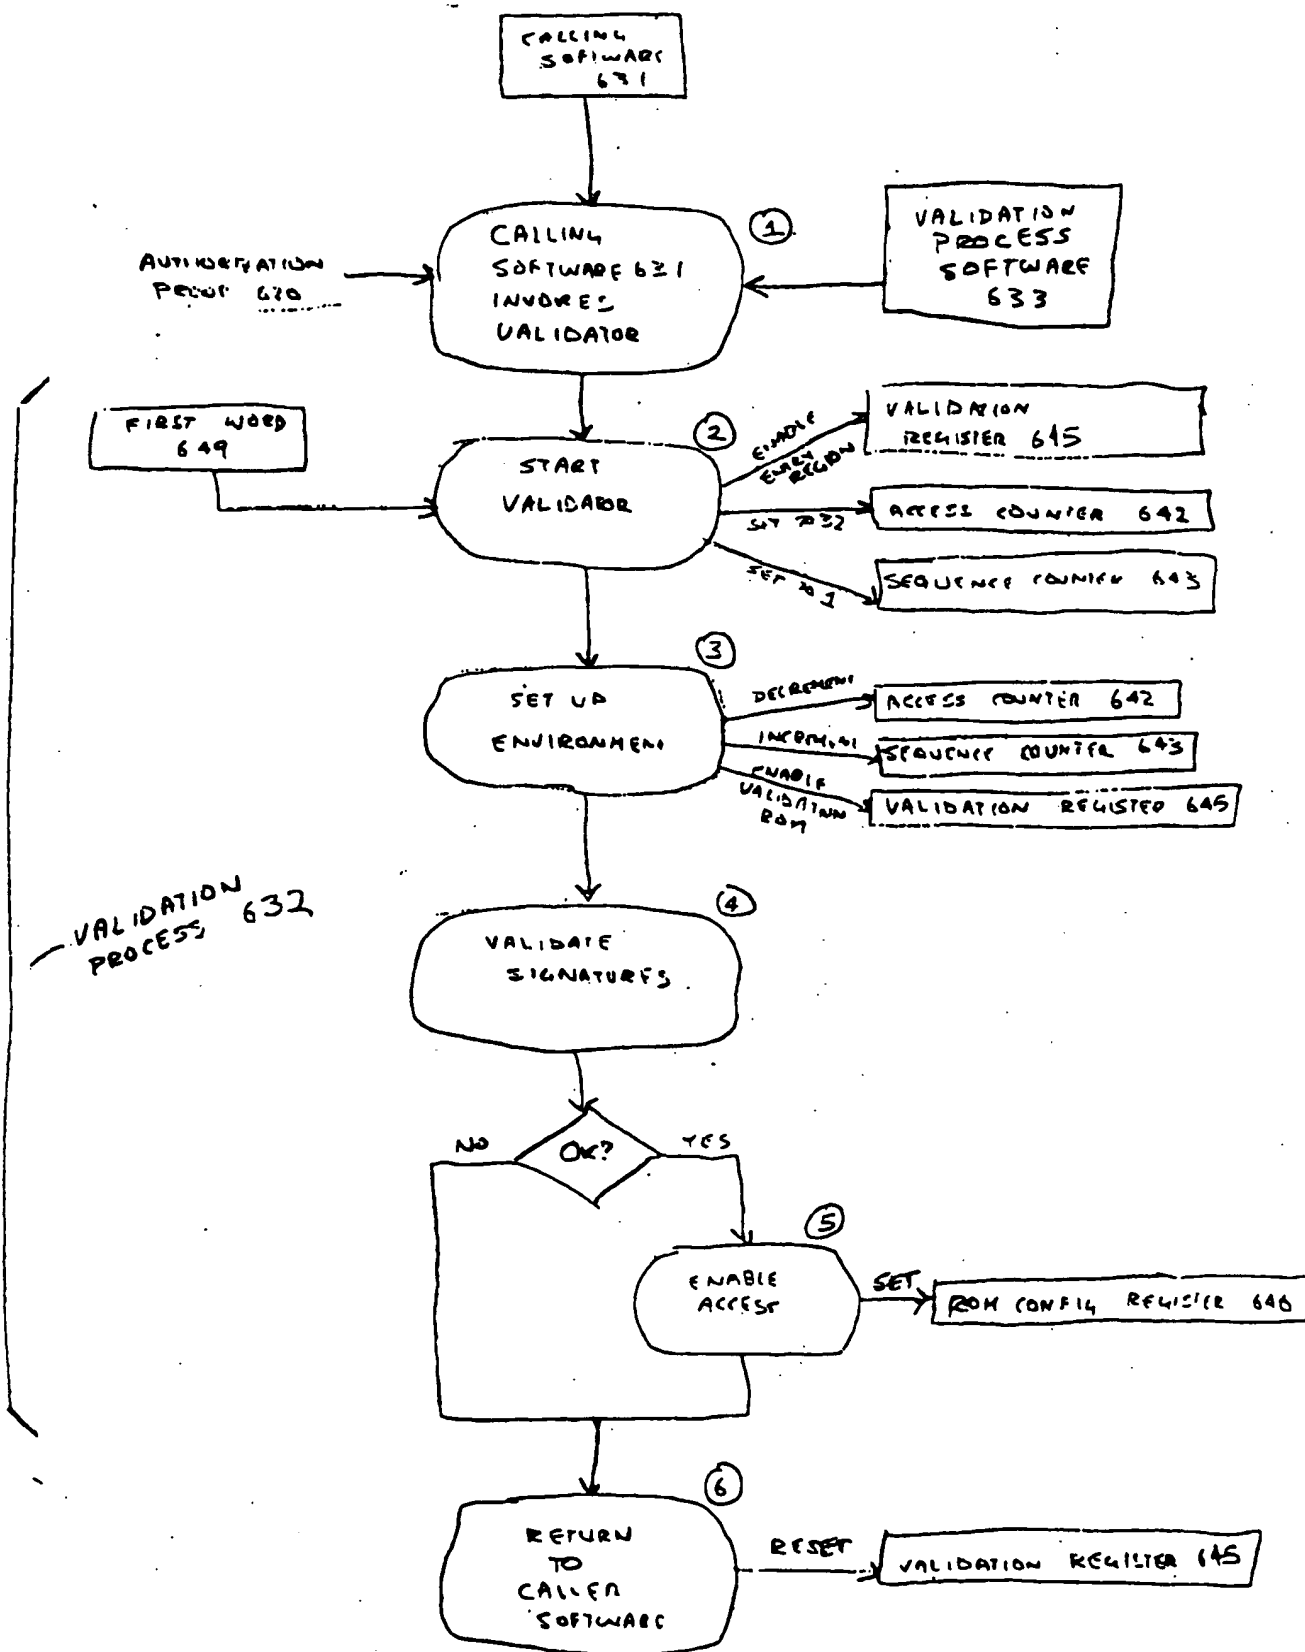 CALLING
SOFTWARE
631
CALLING
SOFTWARE 631
INVOKES
VALIDATOR
1
AUTHORIZATION
630
VALIDATION
PROCESS
SOFTWARE
633
FIRST WORD
649
START
VALIDATOR
2
ENABLE
ENTRY
REGION
VALIDATION
REGISTER 645
SET TO 32
ACCESS COUNTER 642
SET TO 1
SEQUENCE COUNTER 643
SET UP
ENVIRONMENT
3
DECREMENT
ACCESS COUNTER 642
INCREMENT
SEQUENCE COUNTER 643
ENABLE
VALIDATION
ROM
VALIDATION REGISTER 645
VALIDATION
PROCESS 632
4
VALIDATE
SIGNATURES
NO
OK?
YES
5
ENABLE
ACCESS
SET
ROM CONFIG REGISTER 646
6
RETURN
TO
CALLER
SOFTWARE
RESET
VALIDATION REGISTER 645